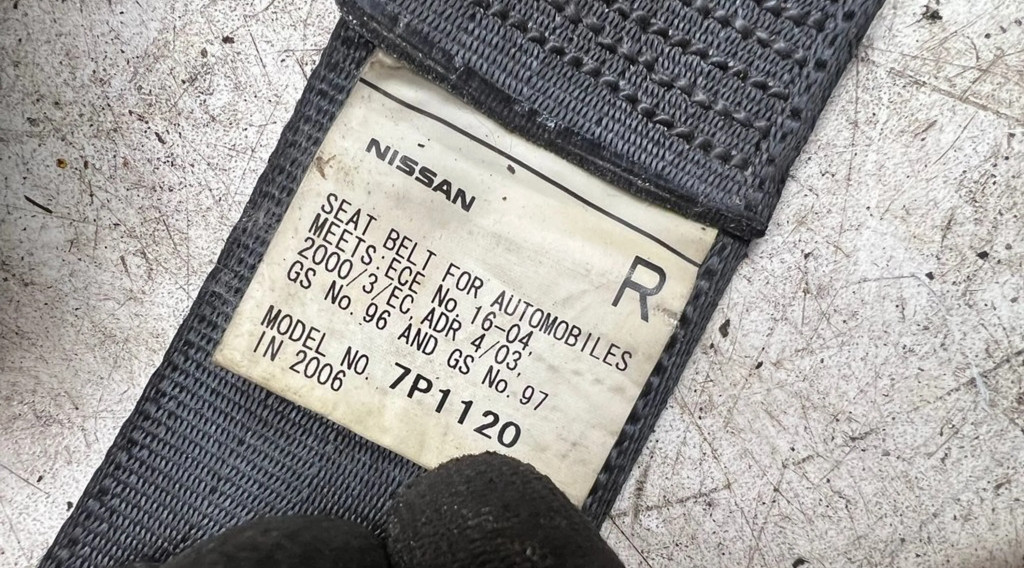 NISSAN
R
SEAT BELT FOR AUTOMOBILES
MEETS:ECE No.16-04,
2000/3/EC,ADR 4/03,
GS No.96 AND GS No.97
MODEL NO. 7P1120
IN 2006